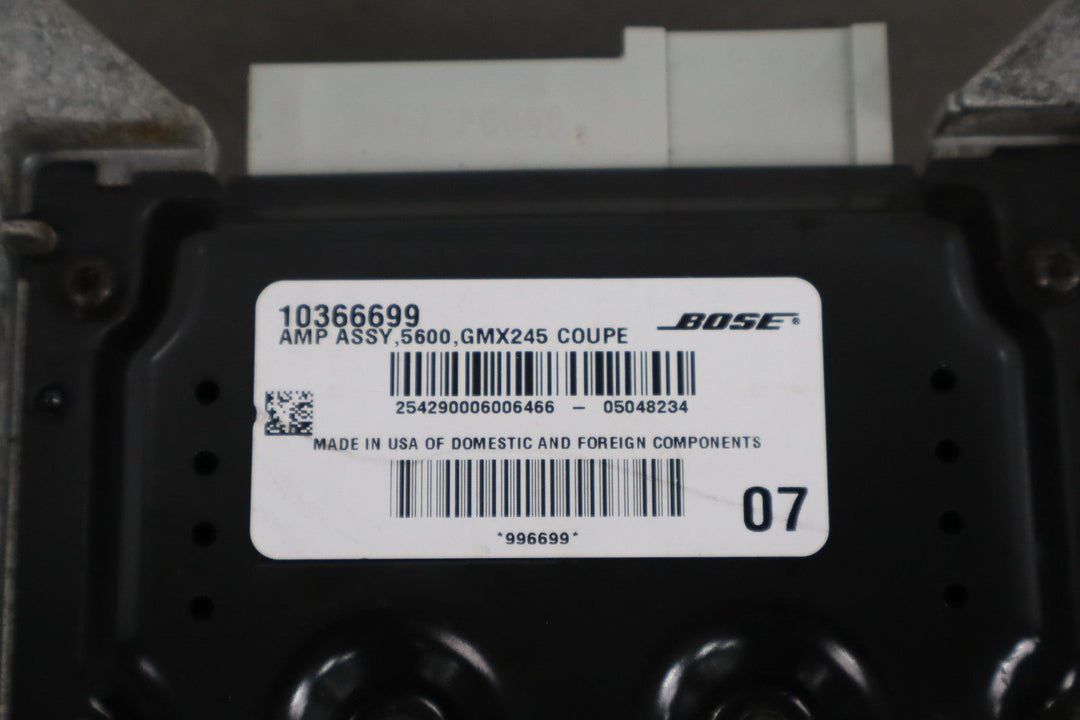 10366699
BOSE®
AMP ASSY,5600,GMX245 COUPE
254290006006466 - 05048234
MADE IN USA OF DOMESTIC AND FOREIGN COMPONENTS
07
*996699*